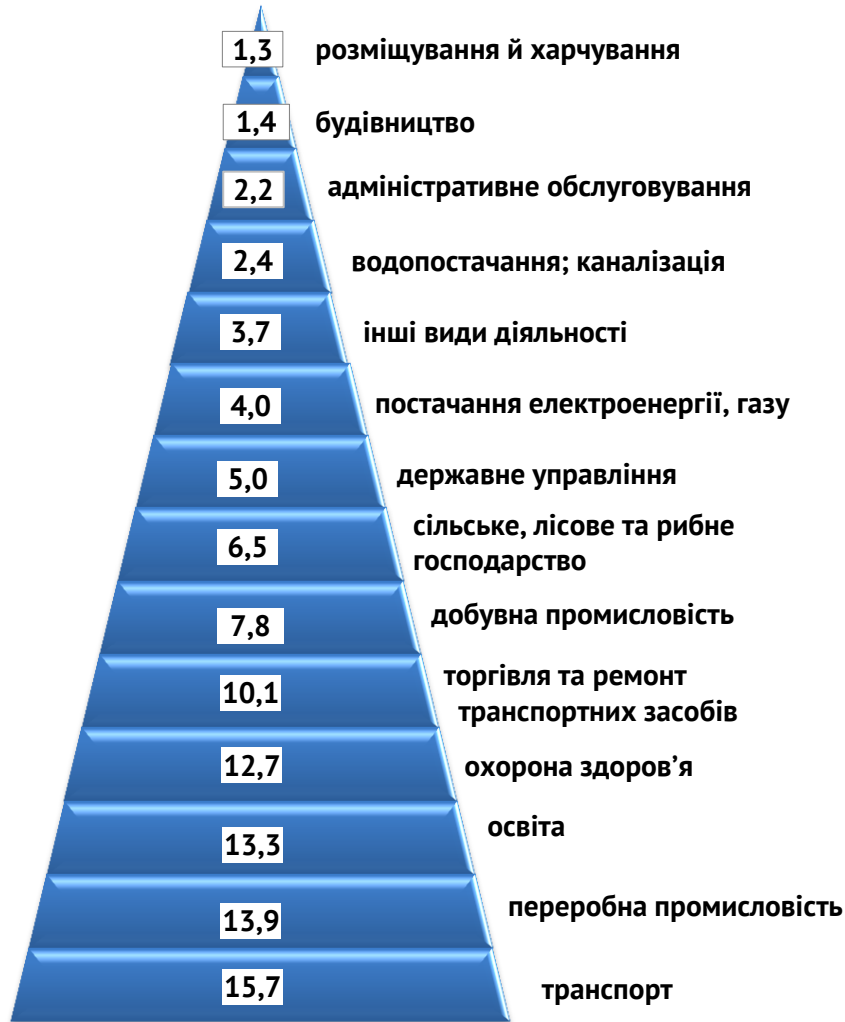 1,3 розміщування й харчування
1,4 будівництво
2,2 адміністративне обслуговування
2,4 водопостачання; каналізація
3,7 інші види діяльності
4,0 постачання електроенергії, газу
5,0 державне управління
6,5 сільське, лісове та рибне
господарство
7,8 добувна промисловість
10,1 торгівля та ремонт
транспортних засобів
12,7 охорона здоров’я
13,3 освіта
13,9 переробна промисловість
15,7 транспорт